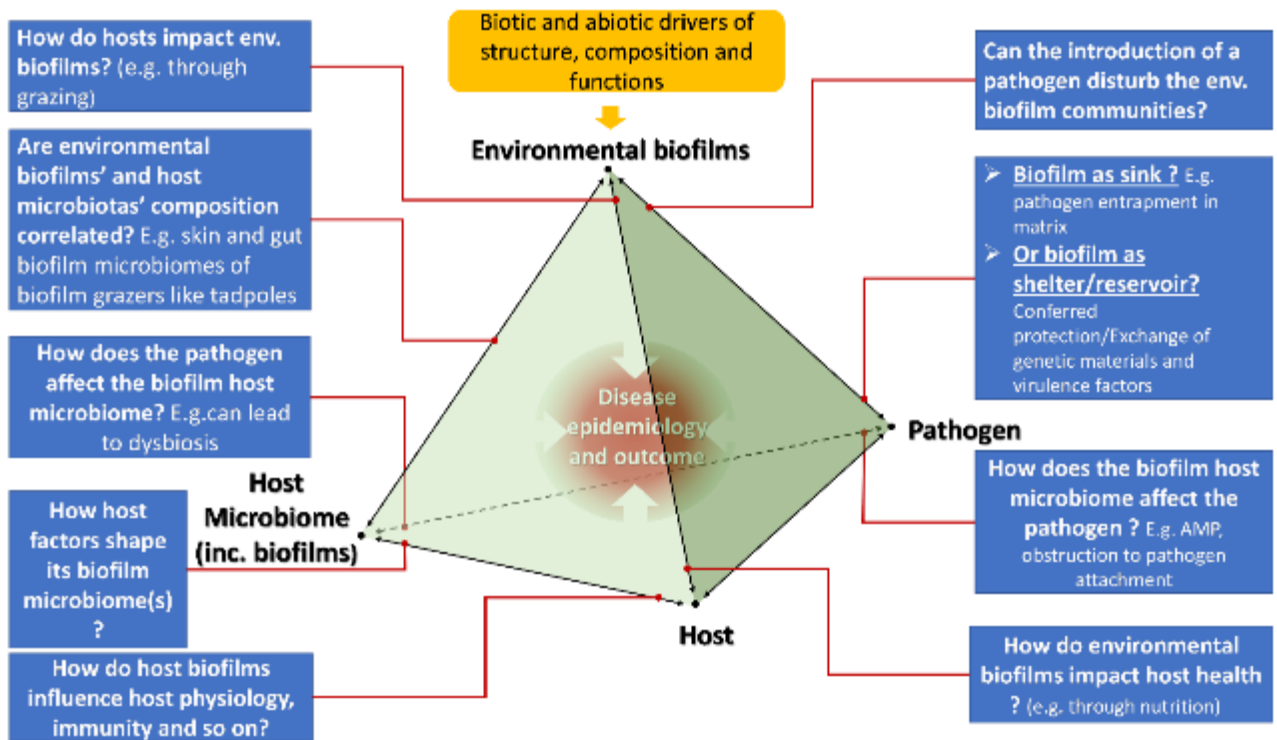 How do hosts impact env.
biofilms? (e.g. through
grazing)
Are environmental
biofilms' and host
microbiotas' composition
correlated? E.g. skin and gut
biofilm microbiomes of
biofilm grazers like tadpoles
How does the pathogen
affect the biofilm host
microbiome? E.g.can lead
to dysbiosis
How host
factors shape
its biofilm
microbiome(s)
?
How do host biofilms
influence host physiology,
immunity and so on?
Biotic and abiotic drivers of
structure, composition and
functions
Environmental biofilms
Disease
epidemiology
and outcome
Host
Microbiome
(inc. biofilms)
Host
Pathogen
Can the introduction of a
pathogen disturb the env.
biofilm communities?
➢ Biofilm as sink ? E.g.
pathogen entrapment in
matrix
➢ Or biofilm as
shelter/reservoir?
Conferred
protection/Exchange of
genetic materials and
virulence factors
How does the biofilm host
microbiome affect the
pathogen ? E.g. AMP,
obstruction to pathogen
attachment
How do environmental
biofilms impact host health
? (e.g. through nutrition)